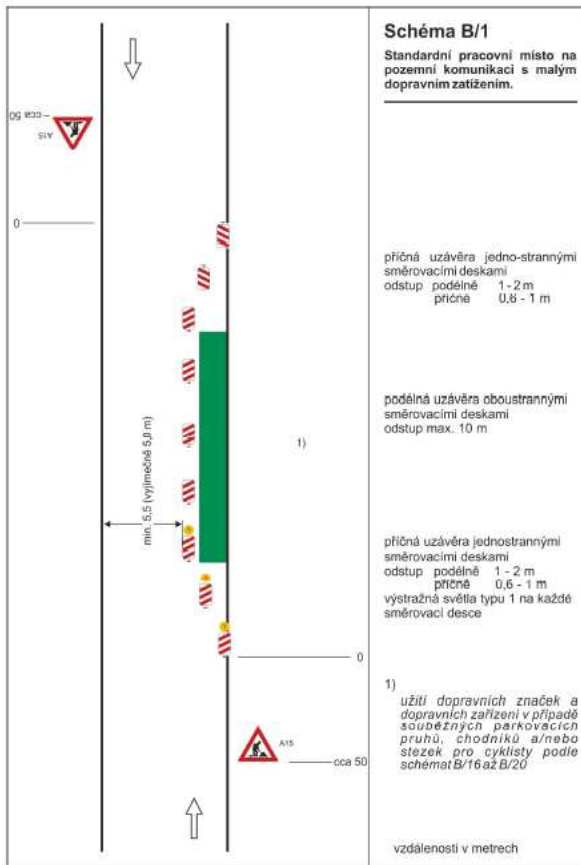 Schéma B/1
Standardní pracovní místo na
pozemní komunikaci s malým
dopravním zatížením.
cca 50
A15
0
příčná uzávěra jedno-strannými
směrovacími deskami
odstup podélně 1 - 2 m
příčné 0,6 - 1 m
podélná uzávěra oboustrannými
směrovacími deskami
odstup max. 10 m
1)
min. 5,5 (vyjímečně 5,0 m)
příčná uzávěra jednostrannými
směrovacími deskami
odstup podélně 1 - 2 m
příčně 0,6 - 1 m
výstražná světla typu 1 na každé
směrovací desce
0
1)
užití dopravních značek a
dopravních zařízení v případě
souběžných parkovacích
pruhů, chodníků a/nebo
stezek pro cyklisty podle
schémat B/16 až B/20
A15
cca 50
vzdálenosti v metrech